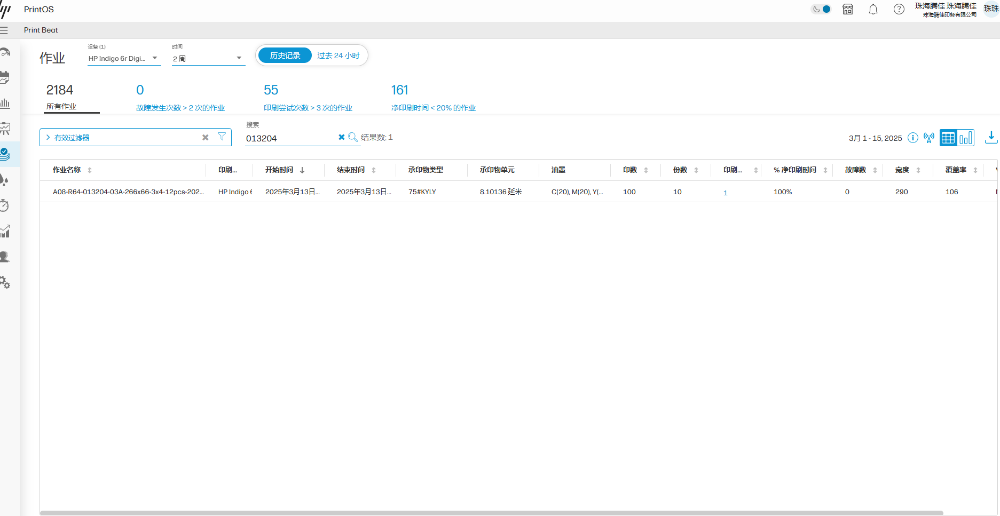 PrintOS
珠海腾佳 珠海腾佳
珠海腾佳印务有限公司
珠珠
Print Beat
作业
设备 (1)
HP Indigo 6r Digi...
时间
2 周
历史记录
过去 24 小时
2184
所有作业
0
故障发生次数 > 2 次的作业
55
印刷尝试次数 > 3 次的作业
161
净印刷时间 < 20% 的作业
有效过滤器
搜索
013204
结果数: 1
3月 1 - 15, 2025
作业名称 印刷... 开始时间 结束时间 承印物类型 承印物单元 油墨 印数 份数 印刷... % 净印刷时间 故障数 宽度 覆盖率
A08-R64-013204-03A-266x66-3x4-12pcs-202... HP Indigo 6 2025年3月13日... 2025年3月13日... 75#KYLY 8.10136 延米 C(20), M(20), Y(... 100 10 1 100% 0 290 106